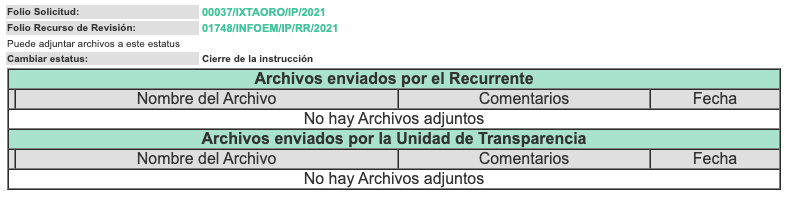 Folio Solicitud: 00037/IXTAORO/IP/2021
Folio Recurso de Revisión: 01748/INFOEM/IP/RR/2021
Puede adjuntar archivos a este estatus
Cambiar estatus: Cierre de la instrucción
Archivos enviados por el Recurrente
Nombre del Archivo Comentarios Fecha
No hay Archivos adjuntos
Archivos enviados por la Unidad de Transparencia
Nombre del Archivo Comentarios Fecha
No hay Archivos adjuntos